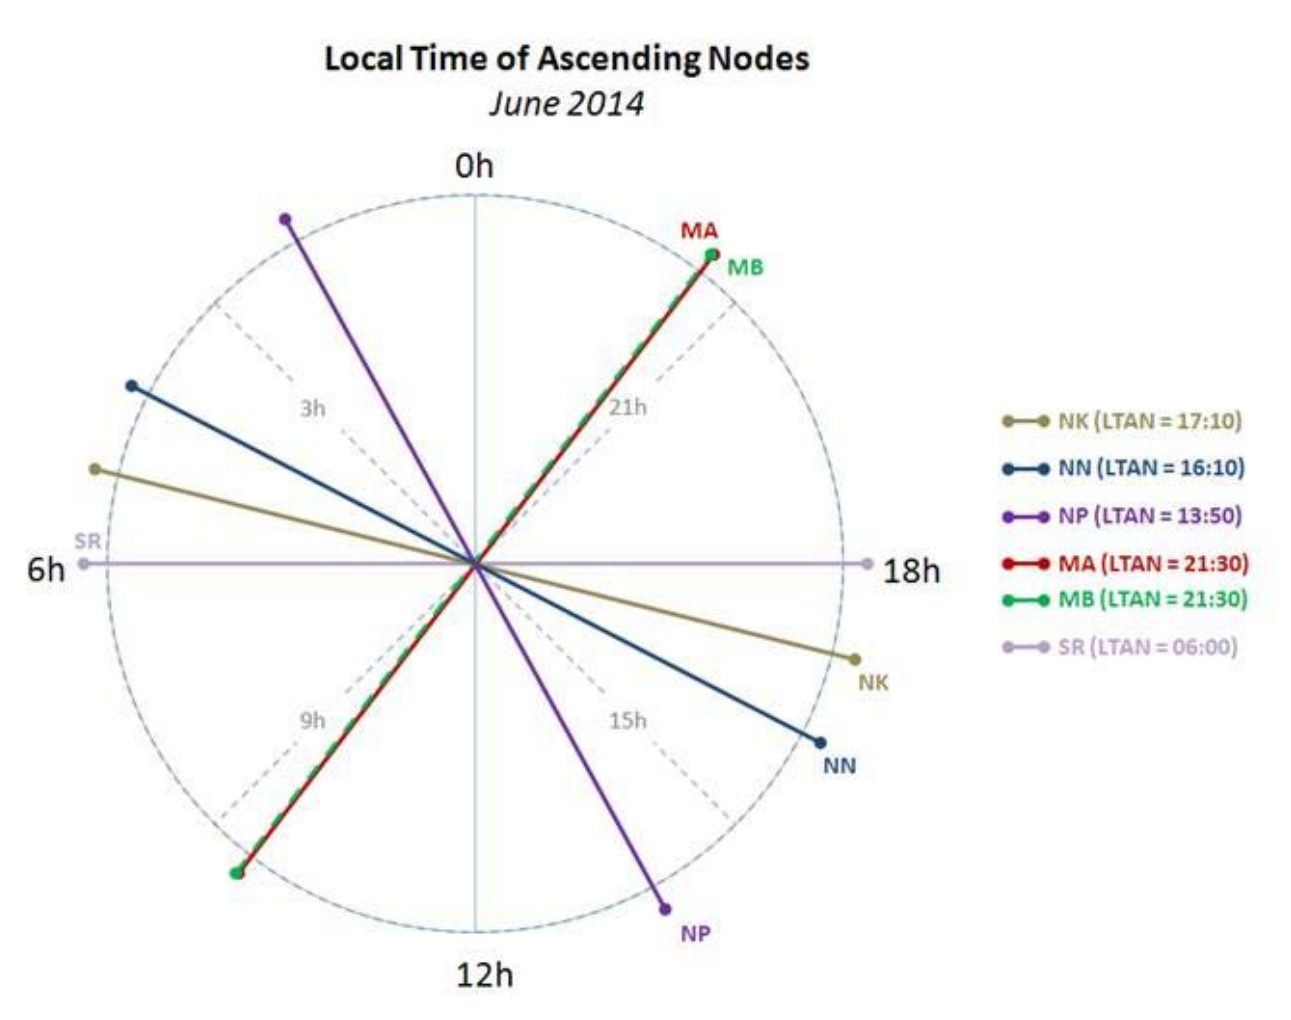 Local Time of Ascending Nodes
June 2014
0h
MA
MB
3h
21h
NK (LTAN = 17:10)
NN (LTAN = 16:10)
NP (LTAN = 13:50)
SR
6h
18h
MA (LTAN = 21:30)
MB (LTAN = 21:30)
SR (LTAN = 06:00)
NK
9h
15h
NN
NP
12h